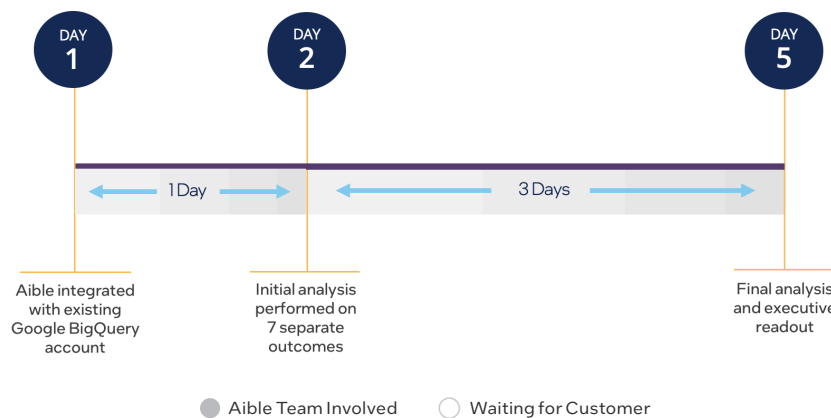 DAY
1
DAY
2
DAY
5
1 Day
3 Days
Aible integrated
with existing
Google BigQuery
account
Initial analysis
performed on
7 separate
outcomes
Final analysis
and executive
readout
Aible Team Involved
Waiting for Customer